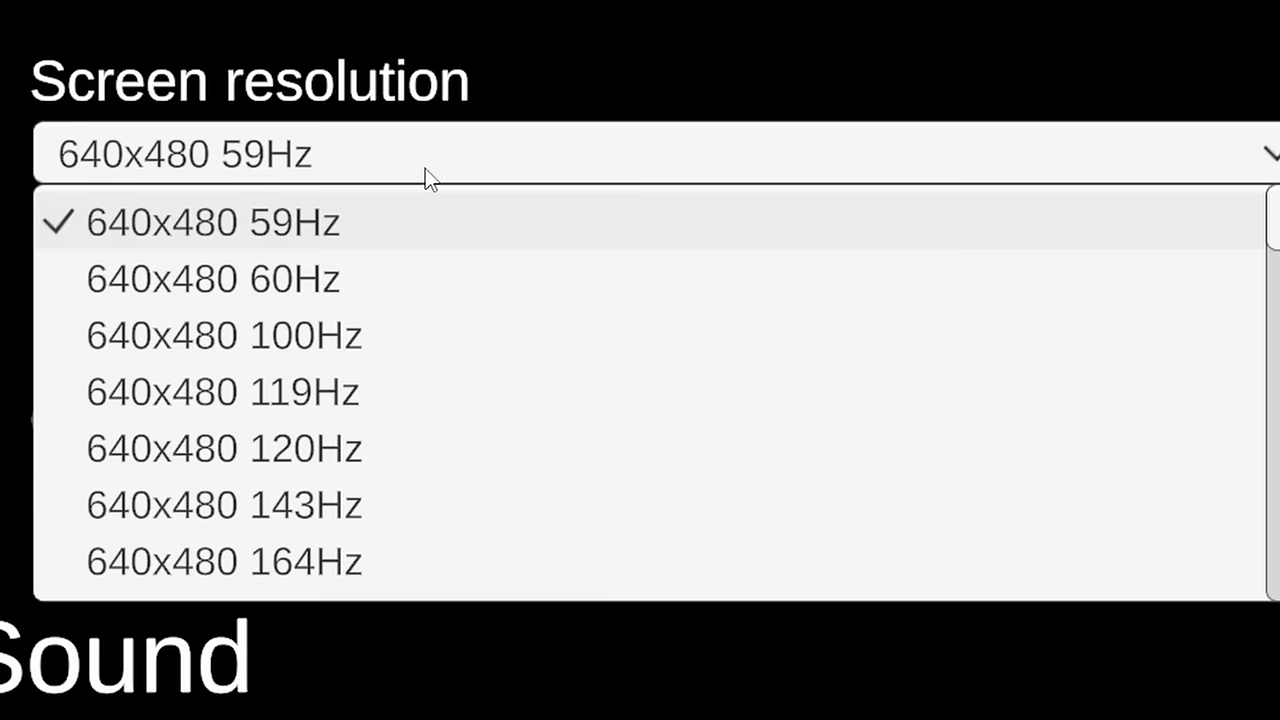 Screen resolution
640x480 59Hz
640x480 59Hz
640x480 60Hz
640x480 100Hz
640x480 119Hz
640x480 120Hz
640x480 143Hz
640x480 164Hz
Sound